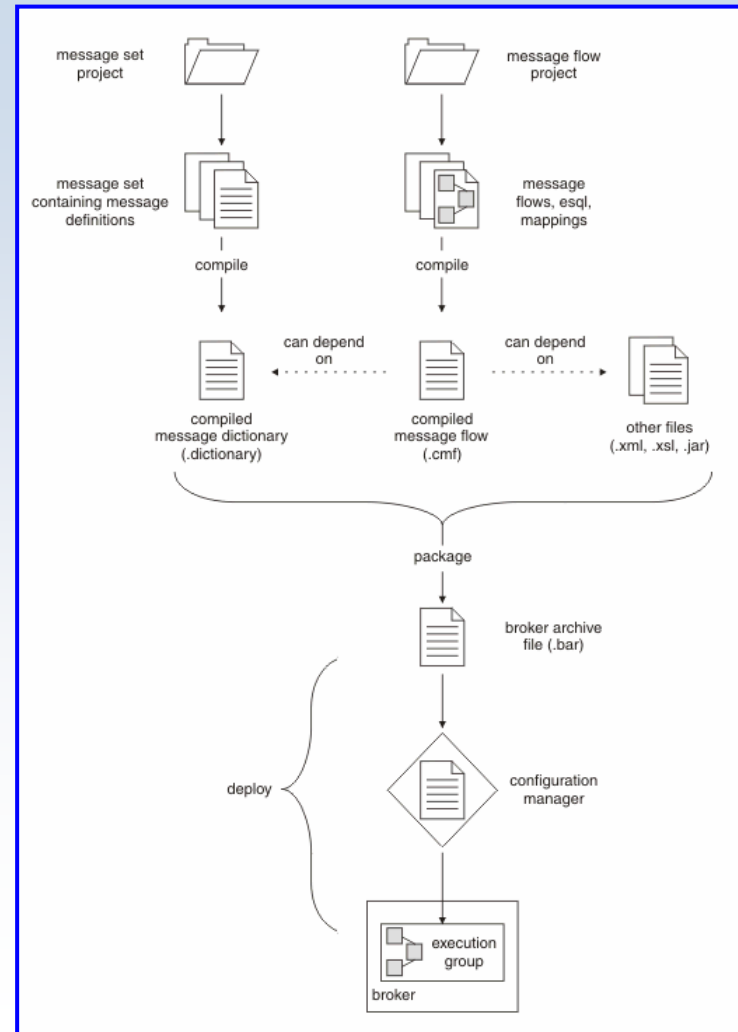 message set
project
message flow
project
message set
containing message
definitions
message
flows, esql,
mappings
compile
compile
can depend
on
can depend
on
compiled
message dictionary
(.dictionary)
compiled
message flow
(.cmf)
other files
(.xml, .xsl, .jar)
package
broker archive
file (.bar)
deploy
configuration
manager
execution
group
broker